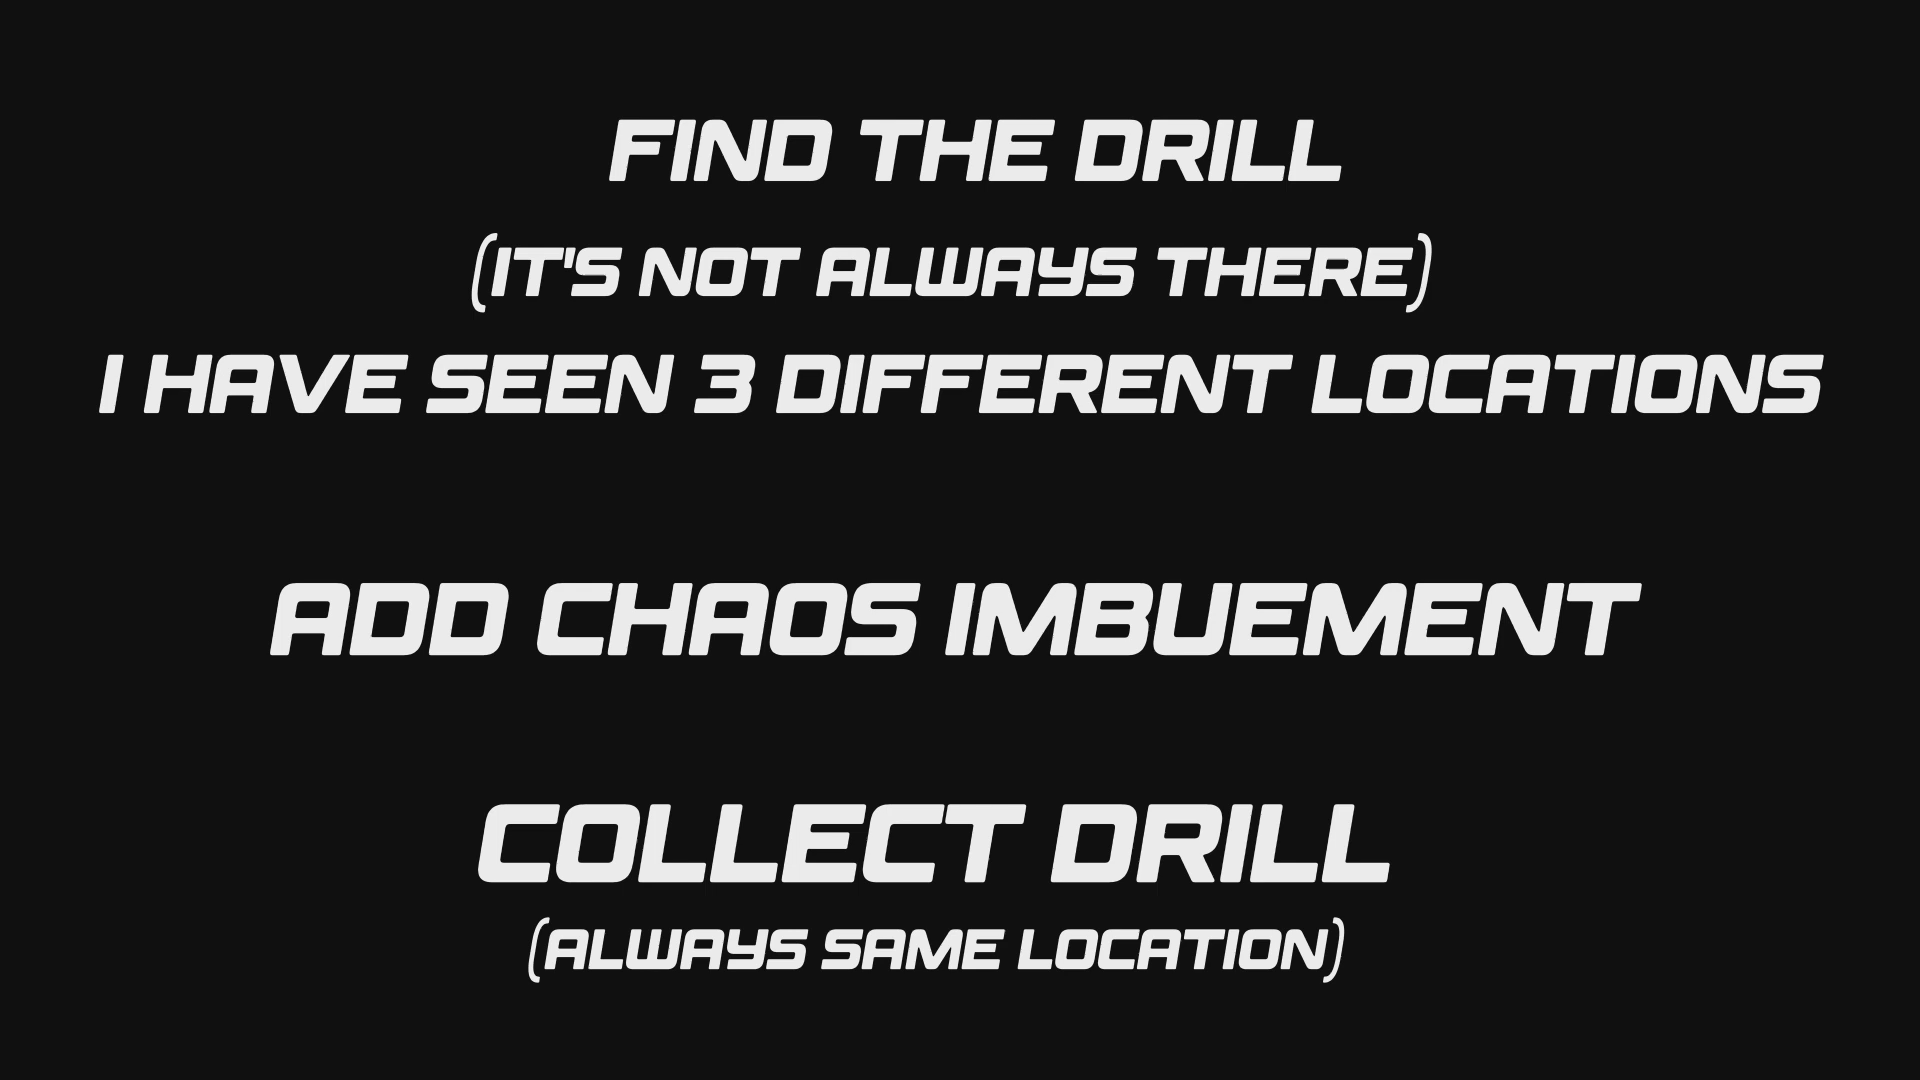 FIND THE DRILL
(IT'S NOT ALWAYS THERE)
I HAVE SEEN 3 DIFFERENT LOCATIONS
ADD CHAOS IMBUEMENT
COLLECT DRILL
(ALWAYS SAME LOCATION)